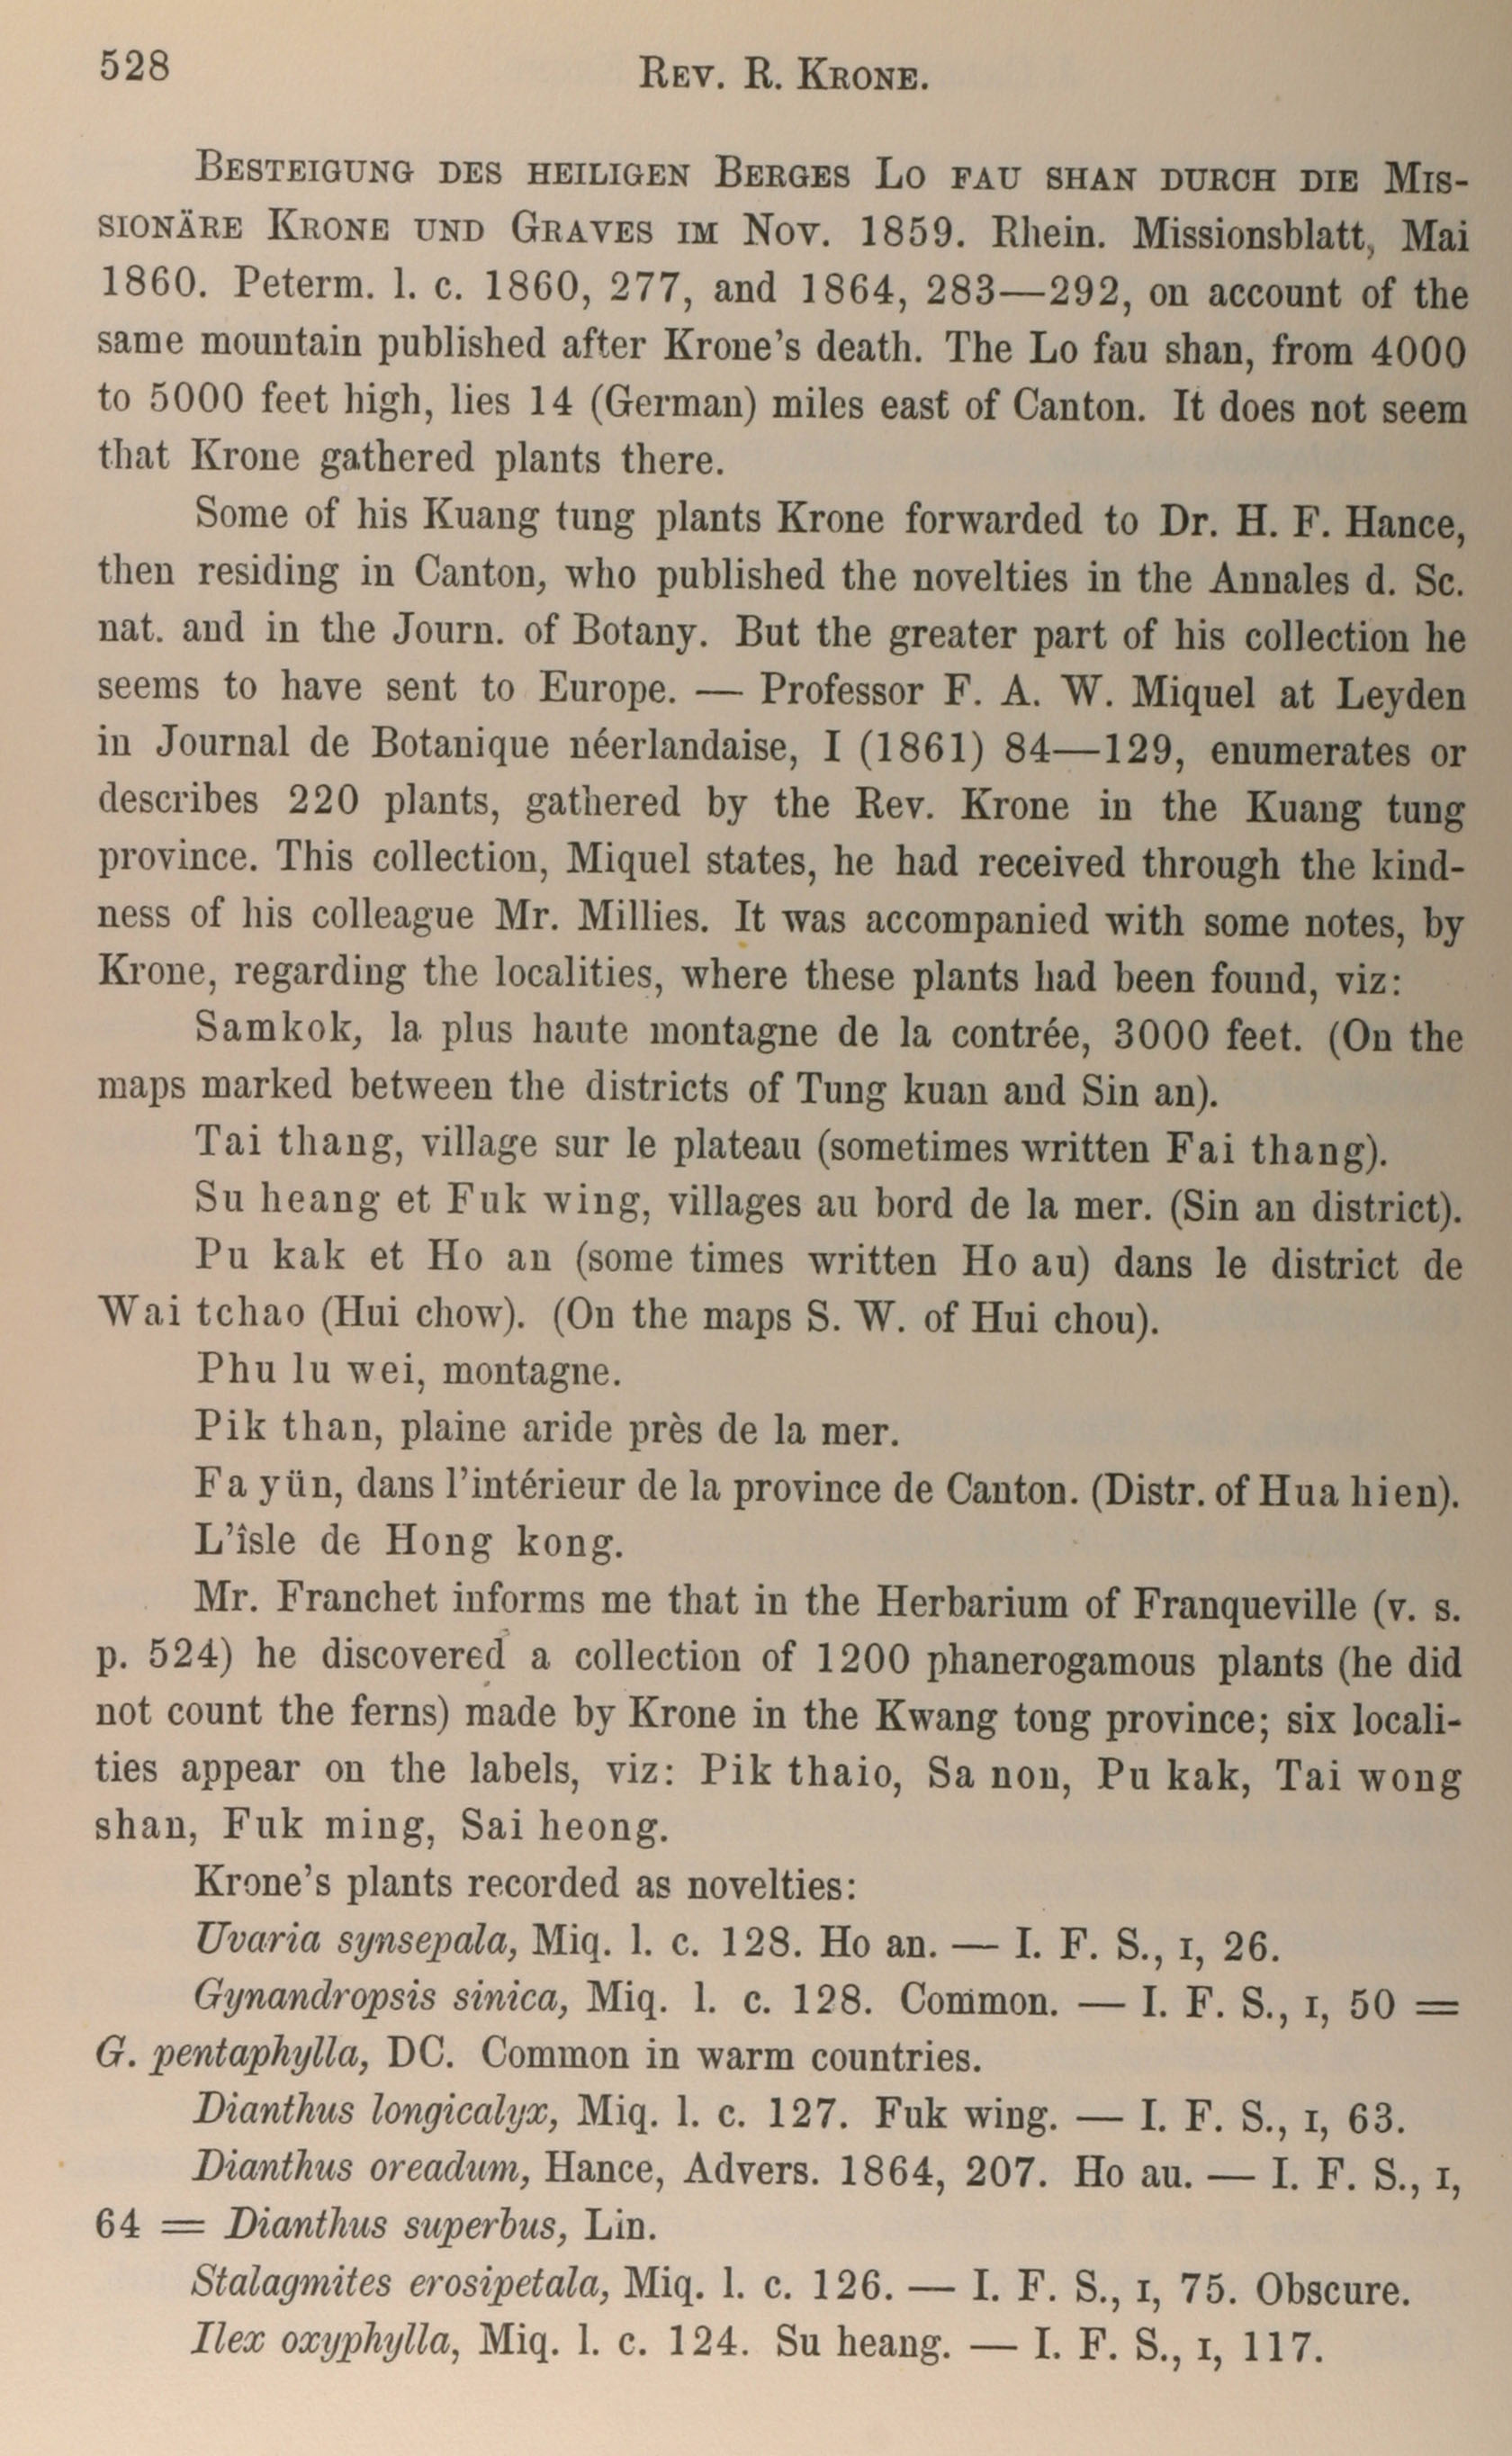 528
Rev. R. Krone.
Besteigung des heiligen Berges Lo fau shan durch die Mis-
sionäre Krone und Graves im Nov. 1859. Rhein. Missionsblatt, Mai
1860. Peterm. l. c. 1860, 277, and 1864, 283—292, on account of the
same mountain published after Krone's death. The Lo fau shan, from 4000
to 5000 feet high, lies 14 (German) miles east of Canton. It does not seem
that Krone gathered plants there.
Some of his Kuang tung plants Krone forwarded to Dr. H. F. Hance,
then residing in Canton, who published the novelties in the Annales d. Sc.
nat. and in the Journ. of Botany. But the greater part of his collection he
seems to have sent to Europe. — Professor F. A. W. Miquel at Leyden
in Journal de Botanique néerlandaise, I (1861) 84—129, enumerates or
describes 220 plants, gathered by the Rev. Krone in the Kuang tung
province. This collection, Miquel states, he had received through the kind-
ness of his colleague Mr. Millies. It was accompanied with some notes, by
Krone, regarding the localities, where these plants had been found, viz:
Samkok, la plus haute montagne de la contrée, 3000 feet. (On the
maps marked between the districts of Tung kuan and Sin an).
Tai thang, village sur le plateau (sometimes written Fai thang).
Su heang et Fuk wing, villages au bord de la mer. (Sin an district).
Pu kak et Ho an (some times written Ho au) dans le district de
Wai tchao (Hui chow). (On the maps S. W. of Hui chou).
Phu lu wei, montagne.
Pik than, plaine aride près de la mer.
Fa yün, dans l'intérieur de la province de Canton. (Distr. of Hua hien).
L'îsle de Hong kong.
Mr. Franchet informs me that in the Herbarium of Franqueville (v. s.
p. 524) he discovered a collection of 1200 phanerogamous plants (he did
not count the ferns) made by Krone in the Kwang tong province; six locali-
ties appear on the labels, viz: Pik thaio, Sa non, Pu kak, Tai wong
shan, Fuk ming, Sai heong.
Krone's plants recorded as novelties:
Uvaria synsepala, Miq. l. c. 128. Ho an. — I. F. S., I, 26.
Gynandropsis sinica, Miq. l. c. 128. Common. — I. F. S., I, 50 =
G. pentaphylla, DC. Common in warm countries.
Dianthus longicalyx, Miq. l. c. 127. Fuk wing. — I. F. S., I, 63.
Dianthus oreadum, Hance, Advers. 1864, 207. Ho au. — I. F. S., I,
64 = Dianthus superbus, Lin.
Stalagmites erosipetala, Miq. l. c. 126. — I. F. S., I, 75. Obscure.
Ilex oxyphylla, Miq. l. c. 124. Su heang. — I. F. S., I, 117.